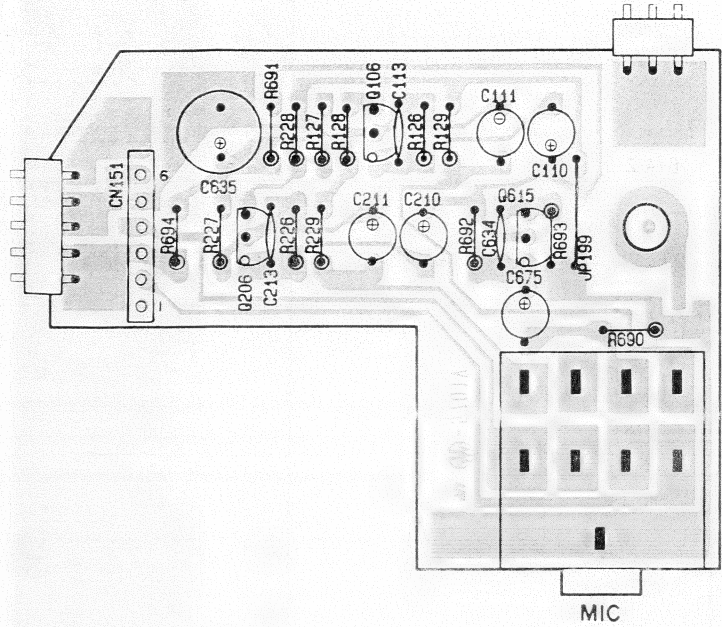 R691
Q106
C113
C111
R228
R127
R128
R126
R129
C110
CN151
6
C635
C211
C210
Q615
R694
R227
R226
R229
R692
C634
R693
JP199
Q206
C213
C675
1
R690
MIC